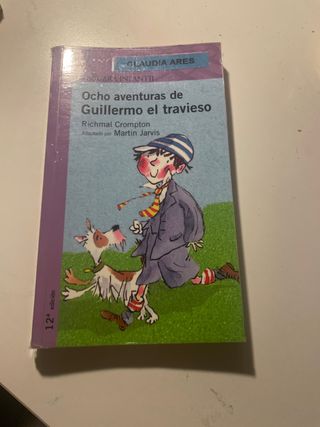 CLAUDIA ARES
Ocho aventuras de
Guillermo el travieso
Richmal Crompton
Adaptado por Martin Jarvis
12ª edición